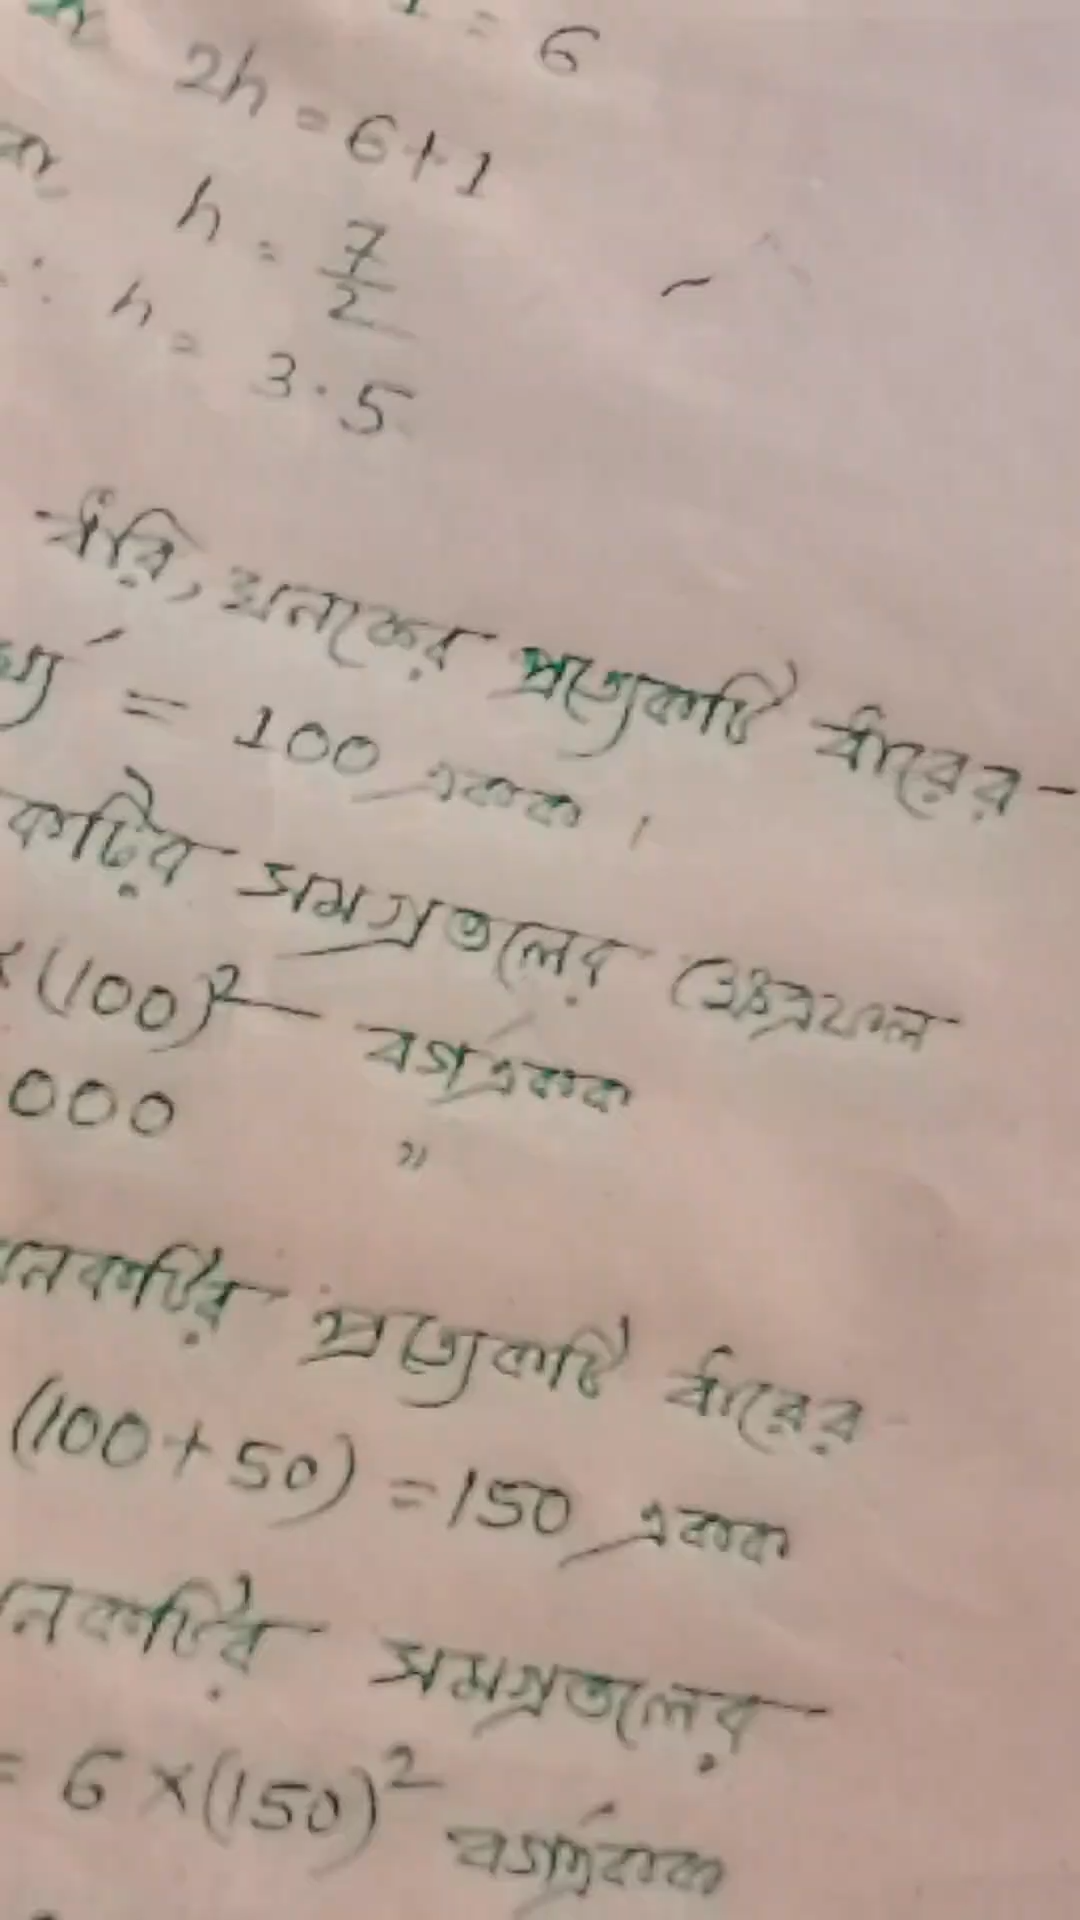 1 = 6
2h = 6+1
বা, h = 7/2
∴ h = 3.5
ধরি, ঘনকের প্রত্যেকটি ধারের
= 100 একক ।
কটির সমগ্রতলের ক্ষেত্রফল
×(100)² বর্গএকক
000 "
নকটির প্রত্যেকটি ধারের
(100+50) = 150 একক
নকটির সমগ্রতলের
= 6 ×(150)² বর্গএকক